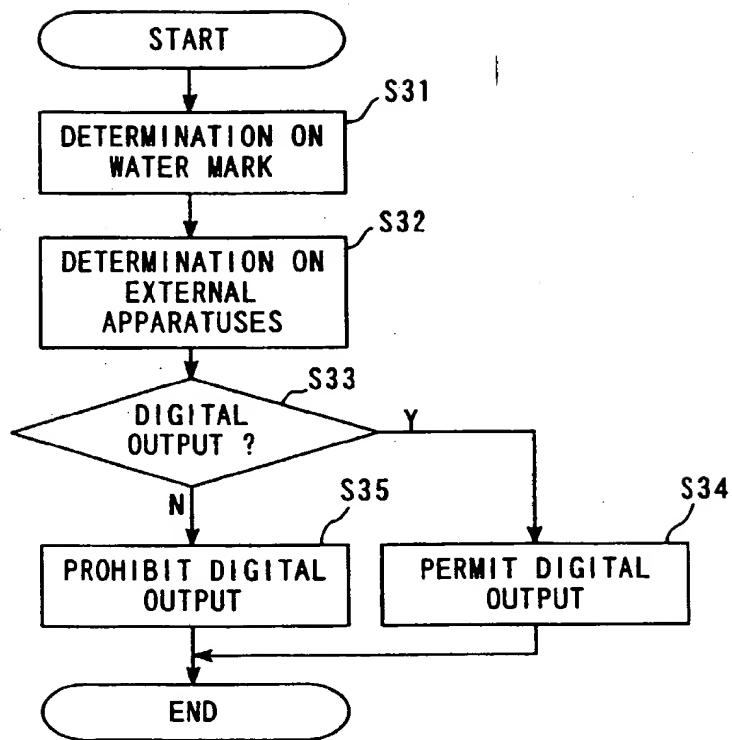 START
S31
DETERMINATION ON
WATER MARK
S32
DETERMINATION ON
EXTERNAL
APPARATUSES
S33
DIGITAL
OUTPUT ?
Y
N
S35
S34
PROHIBIT DIGITAL
OUTPUT
PERMIT DIGITAL
OUTPUT
END